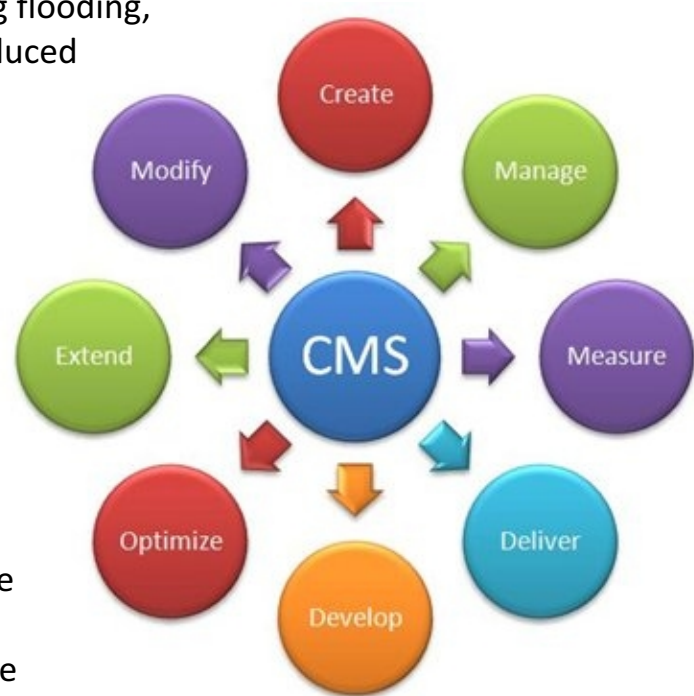 g flooding,
luced
Create
Modify
Manage
Extend
CMS
Measure
Optimize
Deliver
Develop
e
e